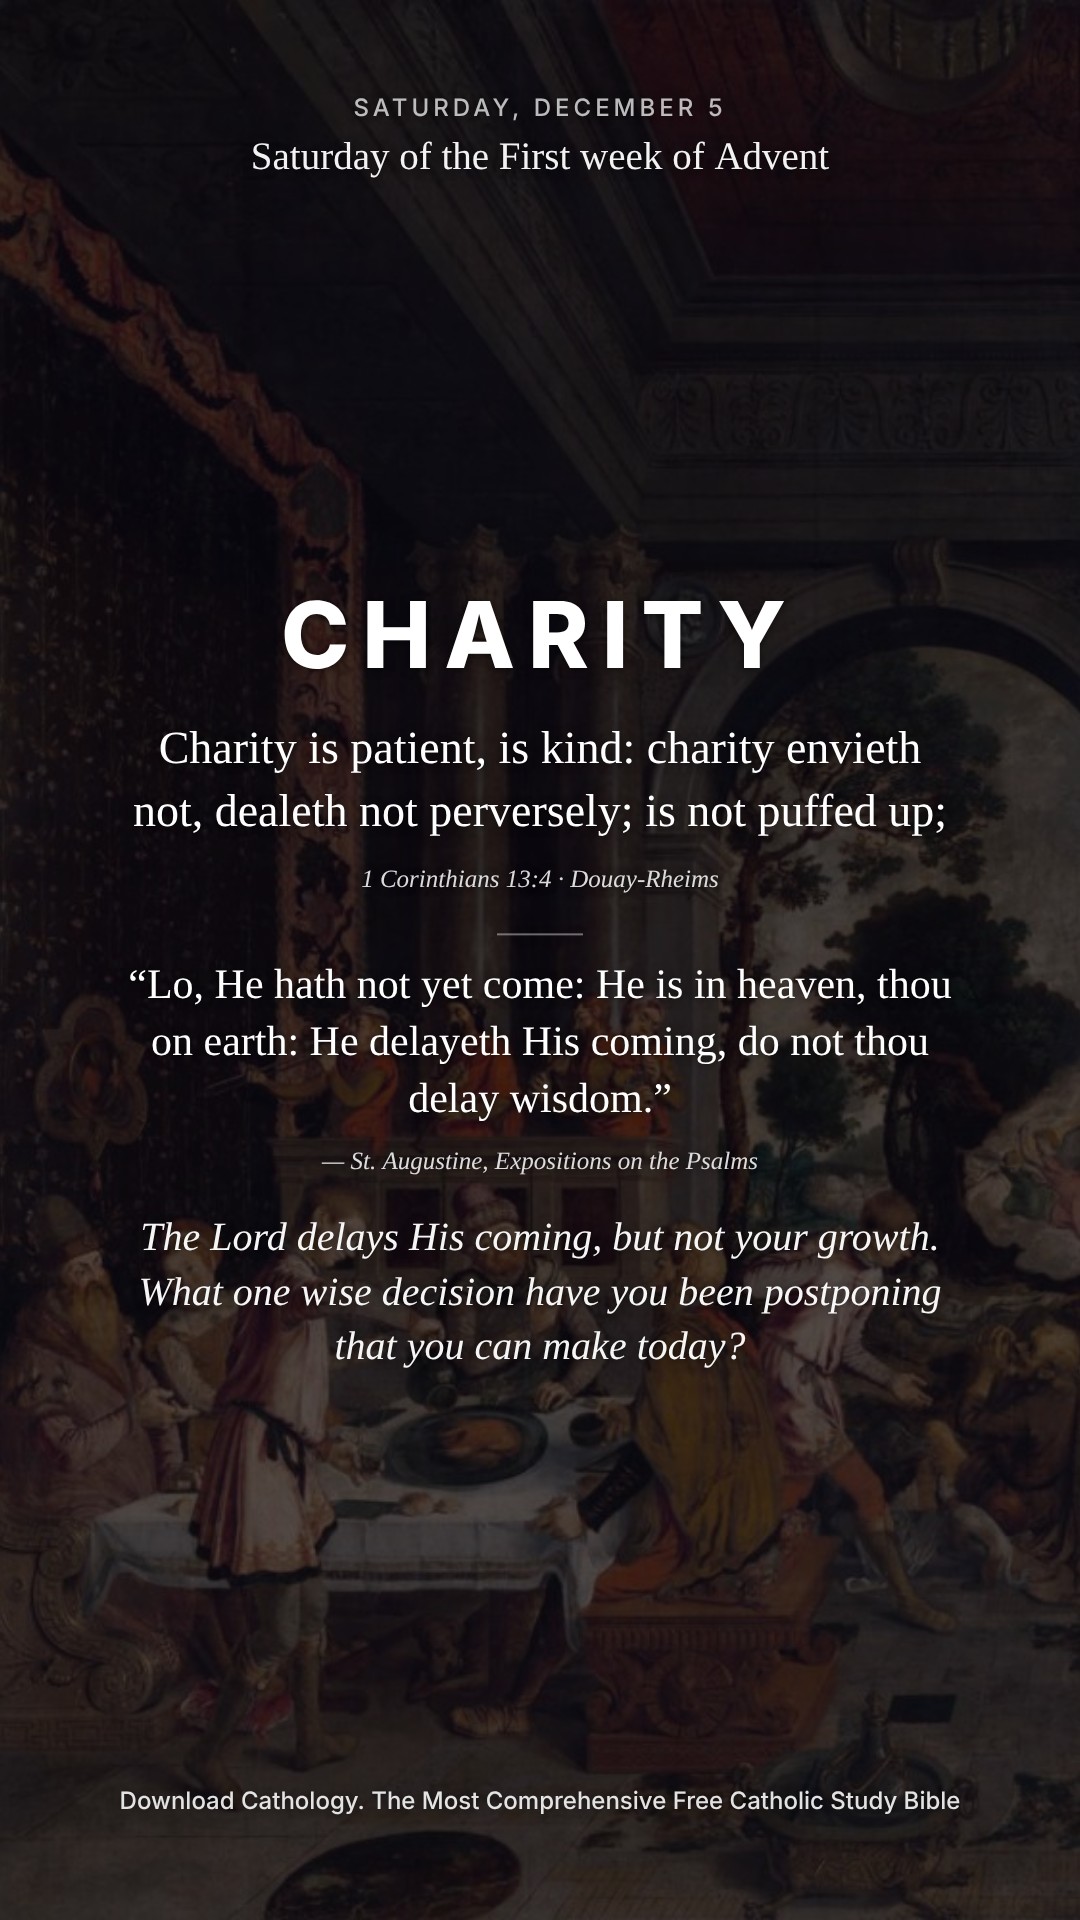 SATURDAY, DECEMBER 5
Saturday of the First week of Advent
CHARITY
Charity is patient, is kind: charity envieth
not, dealeth not perversely; is not puffed up;
1 Corinthians 13:4 · Douay-Rheims
“Lo, He hath not yet come: He is in heaven, thou
on earth: He delayeth His coming, do not thou
delay wisdom.”
— St. Augustine, Expositions on the Psalms
The Lord delays His coming, but not your growth.
What one wise decision have you been postponing
that you can make today?
Download Cathology. The Most Comprehensive Free Catholic Study Bible